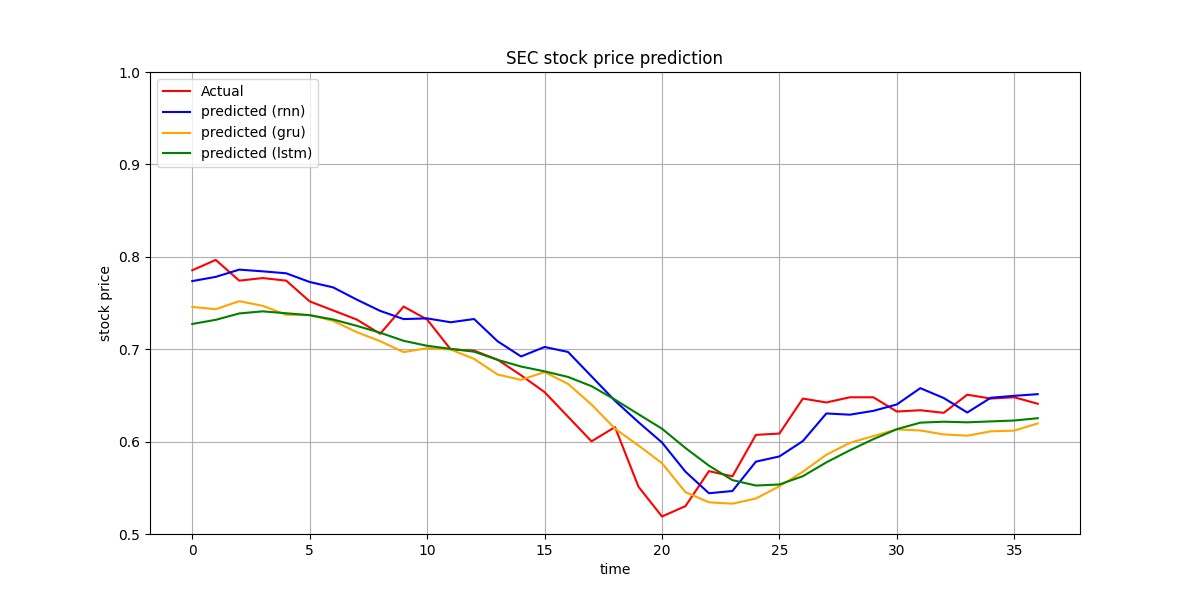 SEC stock price prediction
1.0
0.9
0.8
0.7
0.6
0.5
stock price
Actual
predicted (rnn)
predicted (gru)
predicted (lstm)
0 5 10 15 20 25 30 35
time